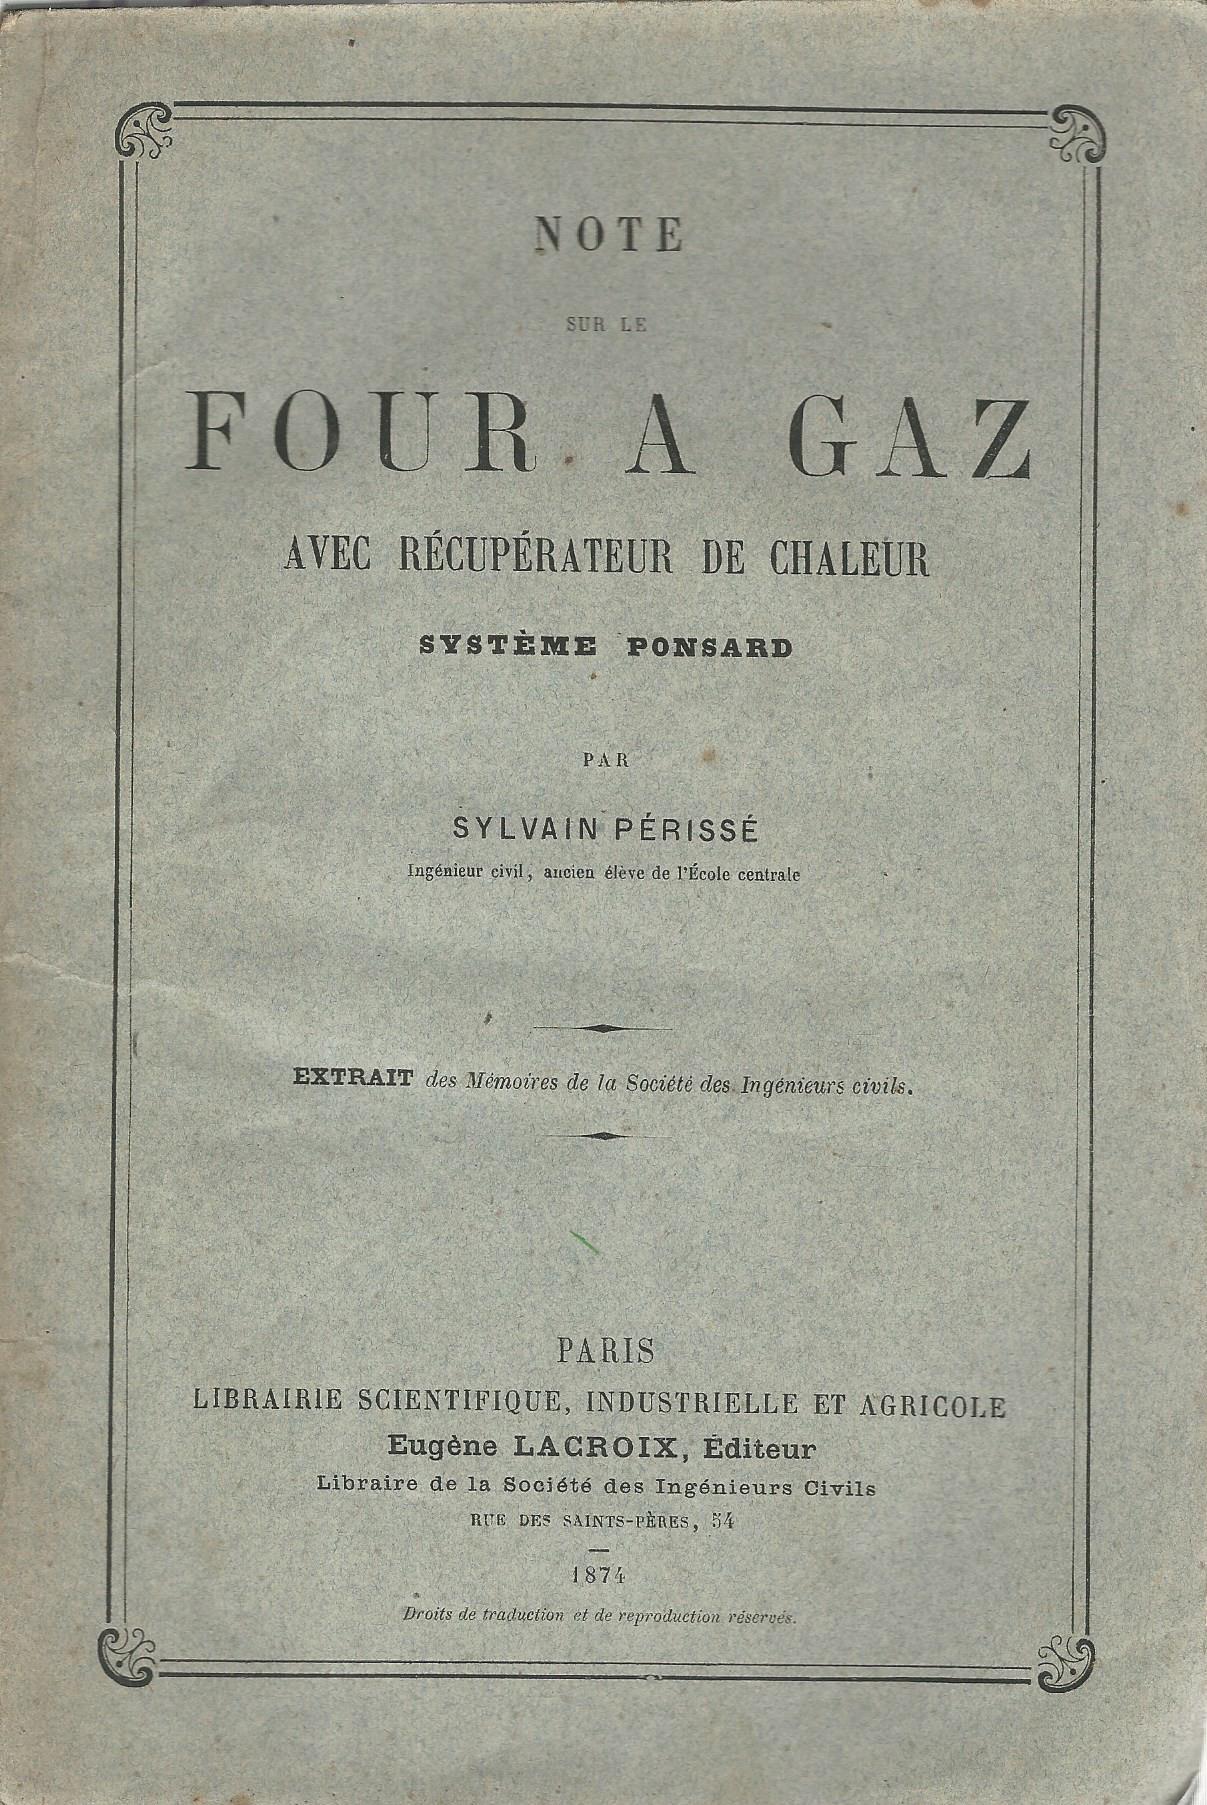 NOTE
SUR LE
FOUR A GAZ
AVEC RÉCUPÉRATEUR DE CHALEUR
SYSTÈME PONSARD
PAR
SYLVAIN PÉRISSÉ
Ingénieur civil, ancien élève de l'École centrale
EXTRAIT des Mémoires de la Société des Ingénieurs civils.
PARIS
LIBRAIRIE SCIENTIFIQUE, INDUSTRIELLE ET AGRICOLE
Eugène LACROIX, Éditeur
Libraire de la Société des Ingénieurs Civils
RUE DES SAINTS-PÈRES, 54
1874
Droits de traduction et de reproduction réservés.